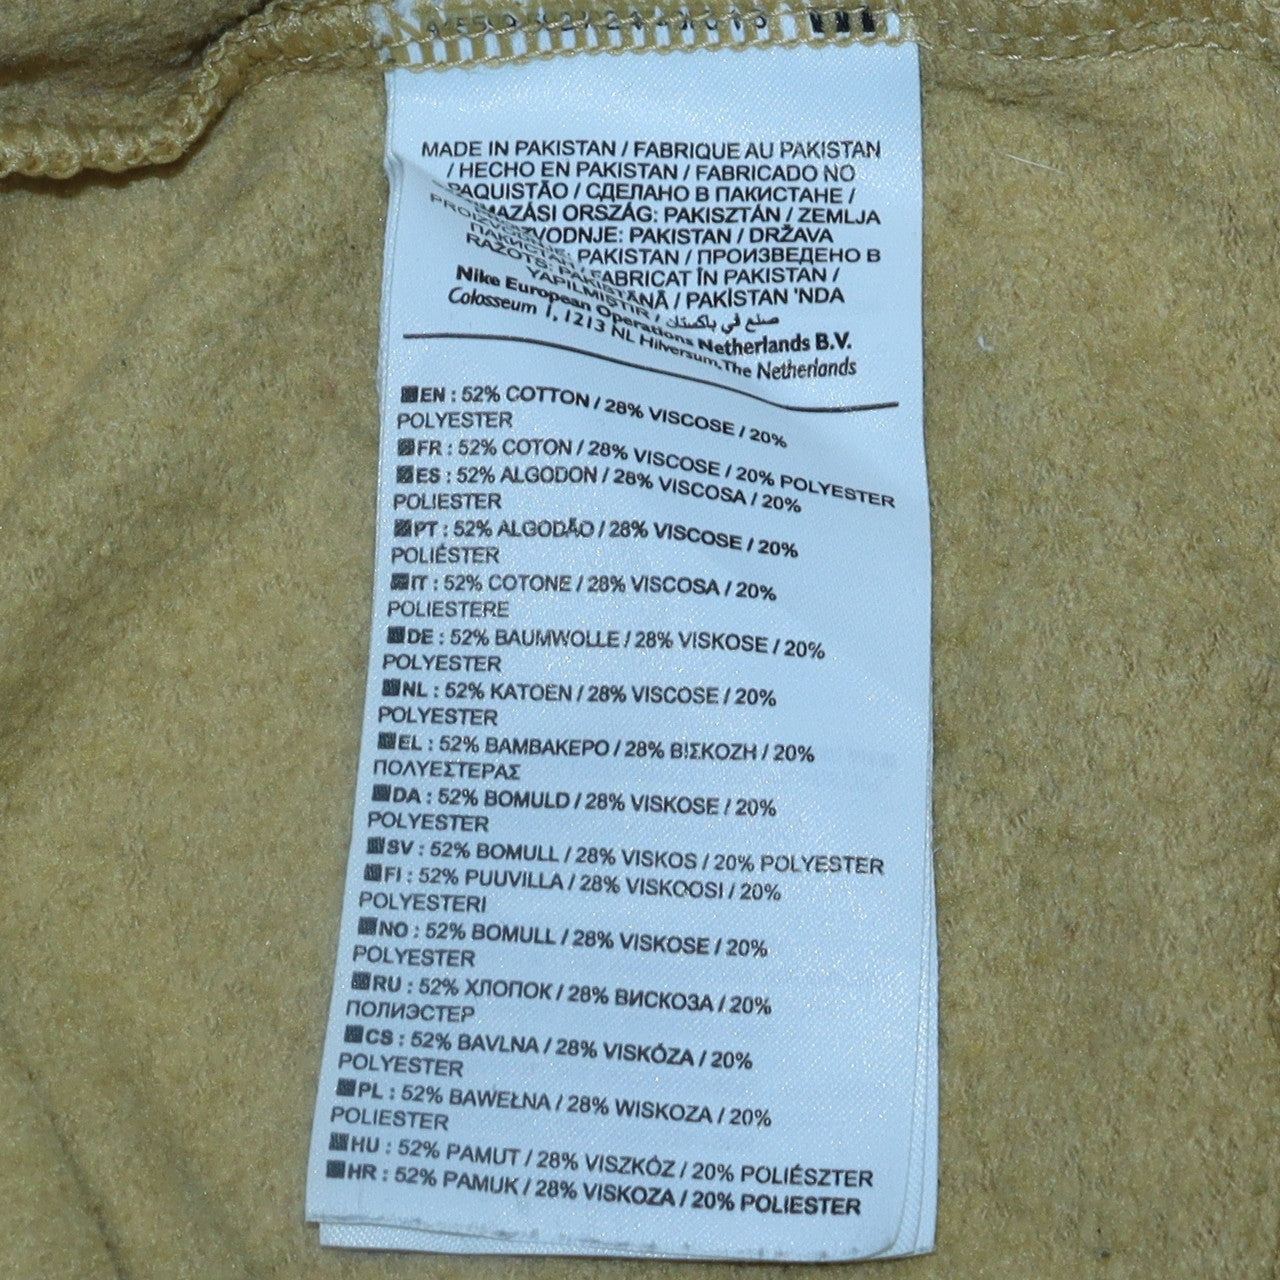 MADE IN PAKISTAN / FABRIQUE AU PAKISTAN
/ HECHO EN PAKISTAN / FABRICADO NO
PAQUISTÃO / СДЕЛАНО В ПАКИСТАНЕ /
SZÁRMAZÁSI ORSZÁG: PAKISZTÁN / ZEMLJA
PROIZVODNJE: PAKISTAN / DRŽAVA
PAKISTAN / ПРОИЗВЕДЕНО В
ПАКИСТАН / FABRICAT ÎN PAKISTAN /
RAŽOTS: PAKISTĀNĀ / PAKİSTAN 'NDA
YAPILMIŞTIR / صنع في باكستان
Nike European Operations Netherlands B.V.
Colosseum 1, 1213 NL Hilversum, The Netherlands
EN : 52% COTTON / 28% VISCOSE / 20%
POLYESTER
FR : 52% COTON / 28% VISCOSE / 20% POLYESTER
ES : 52% ALGODON / 28% VISCOSA / 20%
POLIESTER
PT : 52% ALGODÃO / 28% VISCOSE / 20%
POLIÉSTER
IT : 52% COTONE / 28% VISCOSA / 20%
POLIESTERE
DE : 52% BAUMWOLLE / 28% VISKOSE / 20%
POLYESTER
NL : 52% KATOEN / 28% VISCOSE / 20%
POLYESTER
EL : 52% ΒΑΜΒΑΚΕΡΟ / 28% ΒΙΣΚΟΖΗ / 20%
ΠΟΛΥΕΣΤΕΡΑΣ
DA : 52% BOMULD / 28% VISKOSE / 20%
POLYESTER
SV : 52% BOMULL / 28% VISKOS / 20% POLYESTER
FI : 52% PUUVILLA / 28% VISKOOSI / 20%
POLYESTERI
NO : 52% BOMULL / 28% VISKOSE / 20%
POLYESTER
RU : 52% ХЛОПОК / 28% ВИСКОЗА / 20%
ПОЛИЭСТЕР
CS : 52% BAVLNA / 28% VISKÓZA / 20%
POLYESTER
PL : 52% BAWEŁNA / 28% WISKOZA / 20%
POLIESTER
HU : 52% PAMUT / 28% VISZKÓZ / 20% POLIÉSZTER
HR : 52% PAMUK / 28% VISKOZA / 20% POLIESTER